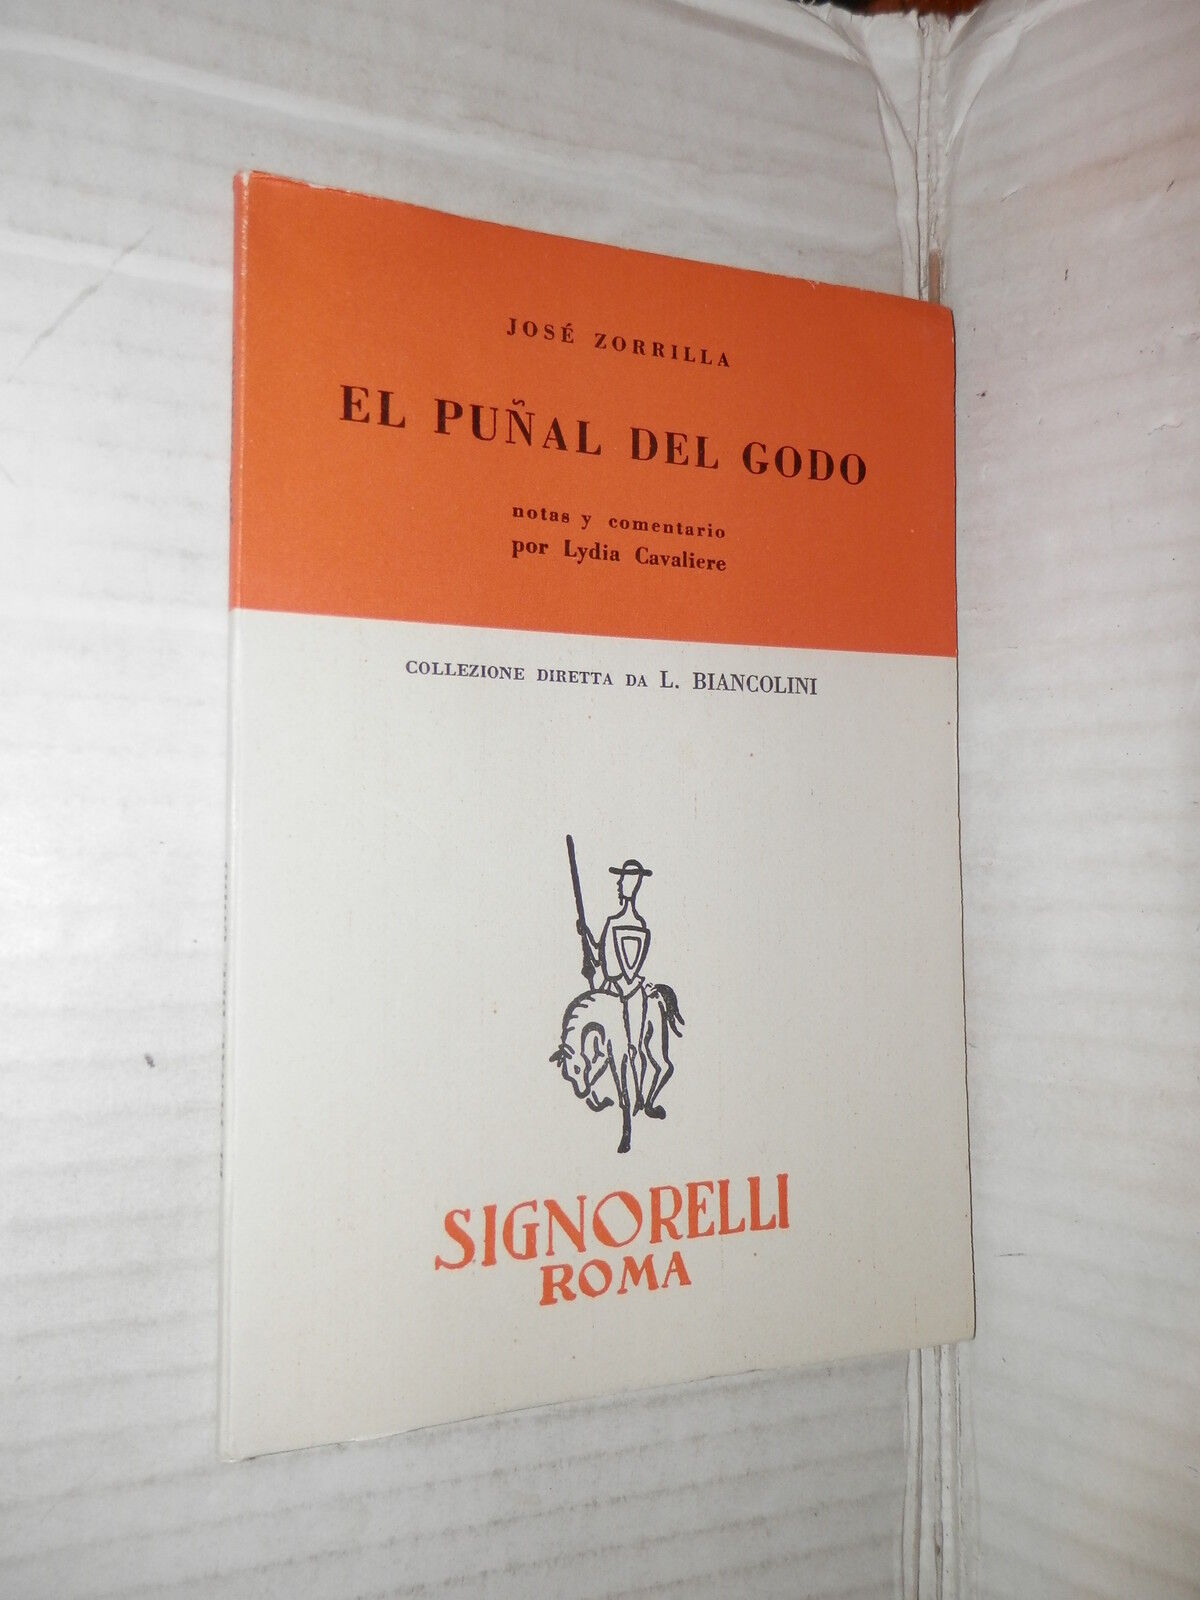 JOSÉ ZORRILLA
EL PUÑAL DEL GODO
notas y comentario
por Lydia Cavaliere
COLLEZIONE DIRETTA DA L. BIANCOLINI
SIGNORELLI
ROMA